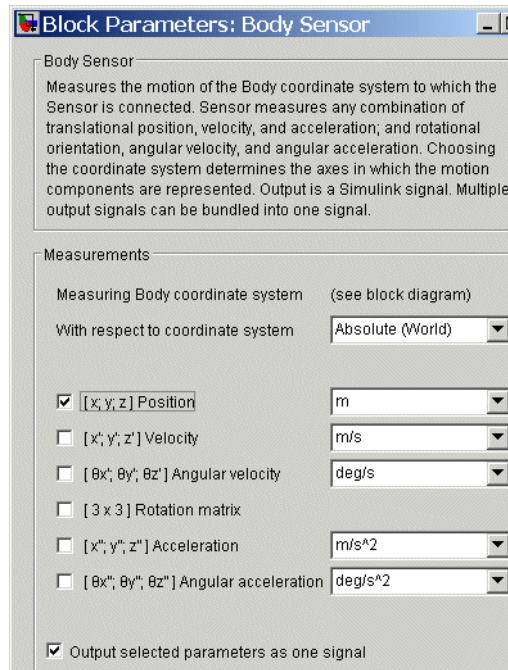 Block Parameters: Body Sensor
Body Sensor
Measures the motion of the Body coordinate system to which the
Sensor is connected. Sensor measures any combination of
translational position, velocity, and acceleration; and rotational
orientation, angular velocity, and angular acceleration. Choosing
the coordinate system determines the axes in which the motion
components are represented. Output is a Simulink signal. Multiple
output signals can be bundled into one signal.
Measurements
Measuring Body coordinate system (see block diagram)
With respect to coordinate system Absolute (World)
[ x; y; z ] Position m
[ x'; y'; z' ] Velocity m/s
[ θx'; θy'; θz' ] Angular velocity deg/s
[ 3 x 3 ] Rotation matrix
[ x"; y"; z" ] Acceleration m/s^2
[ θx"; θy"; θz" ] Angular acceleration deg/s^2
Output selected parameters as one signal